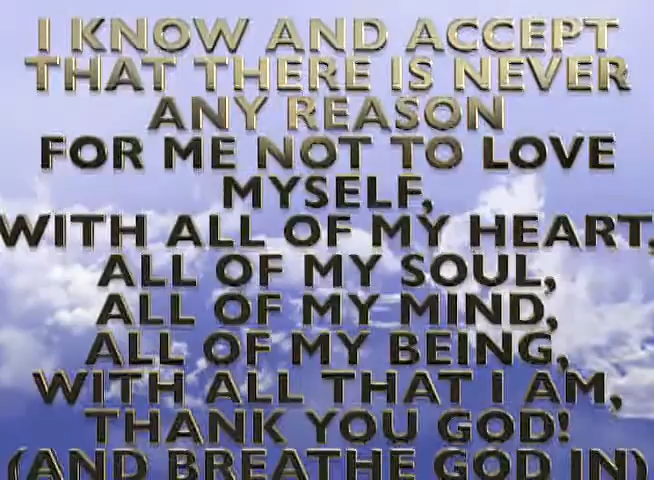 I KNOW AND ACCEPT
THAT THERE IS NEVER
ANY REASON
FOR ME NOT TO LOVE
MYSELF,
WITH ALL OF MY HEART,
ALL OF MY SOUL,
ALL OF MY MIND,
ALL OF MY BEING,
WITH ALL THAT I AM,
THANK YOU GOD!
(AND BREATHE GOD IN)